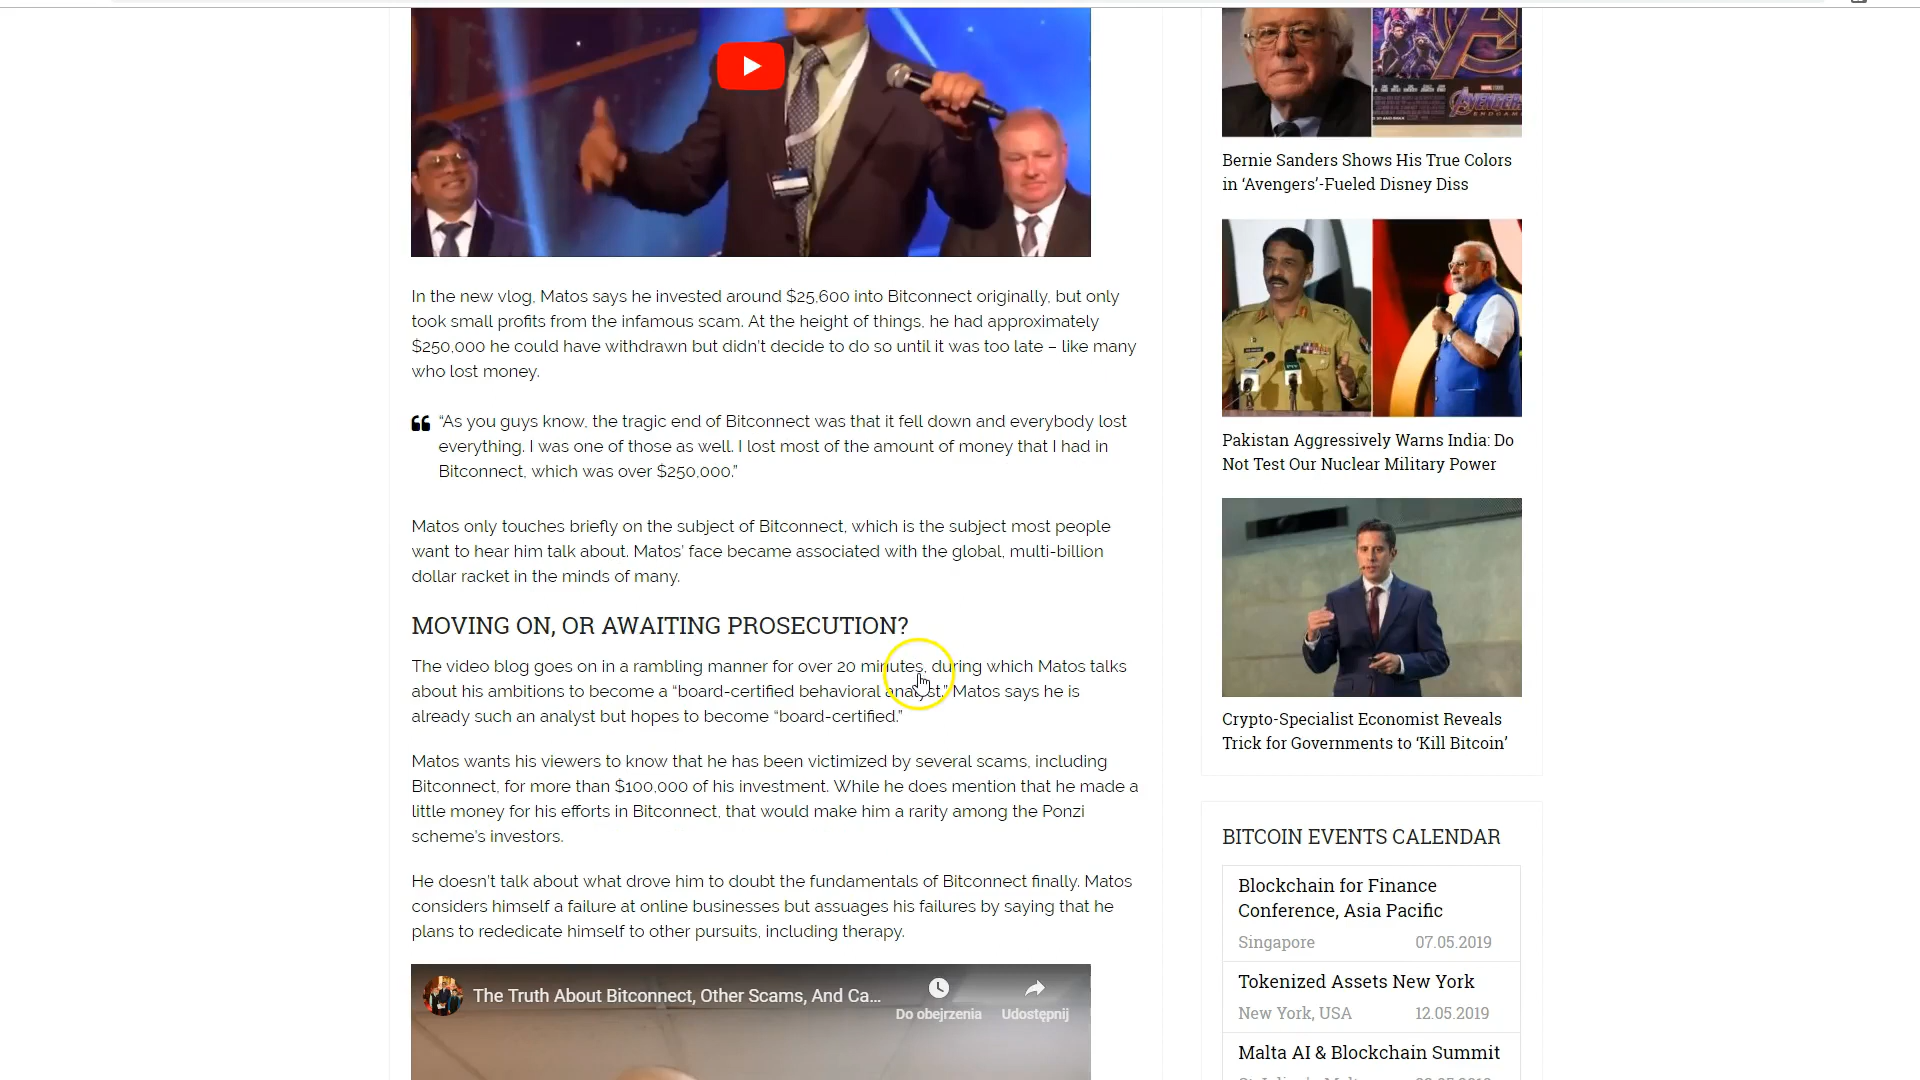 In the new vlog, Matos says he invested around $25,600 into Bitconnect originally, but only
took small profits from the infamous scam. At the height of things, he had approximately
$250,000 he could have withdrawn but didn’t decide to do so until it was too late – like many
who lost money.
“As you guys know, the tragic end of Bitconnect was that it fell down and everybody lost
everything. I was one of those as well. I lost most of the amount of money that I had in
Bitconnect, which was over $250,000.”
Matos only touches briefly on the subject of Bitconnect, which is the subject most people
want to hear him talk about. Matos’ face became associated with the global, multi-billion
dollar racket in the minds of many.
MOVING ON, OR AWAITING PROSECUTION?
The video blog goes on in a rambling manner for over 20 minutes, during which Matos talks
about his ambitions to become a “board-certified behavioral analyst.” Matos says he is
already such an analyst but hopes to become “board-certified.”
Matos wants his viewers to know that he has been victimized by several scams, including
Bitconnect, for more than $100,000 of his investment. While he does mention that he made a
little money for his efforts in Bitconnect, that would make him a rarity among the Ponzi
scheme’s investors.
He doesn’t talk about what drove him to doubt the fundamentals of Bitconnect finally. Matos
considers himself a failure at online businesses but assuages his failures by saying that he
plans to rededicate himself to other pursuits, including therapy.
The Truth About Bitconnect, Other Scams, And Ca...
Do obejrzenia
Udostępnij
AVENGERS
ENDGAME
Bernie Sanders Shows His True Colors
in ‘Avengers’-Fueled Disney Diss
Pakistan Aggressively Warns India: Do
Not Test Our Nuclear Military Power
Crypto-Specialist Economist Reveals
Trick for Governments to ‘Kill Bitcoin’
BITCOIN EVENTS CALENDAR
Blockchain for Finance
Conference, Asia Pacific
Singapore 07.05.2019
Tokenized Assets New York
New York, USA 12.05.2019
Malta AI & Blockchain Summit